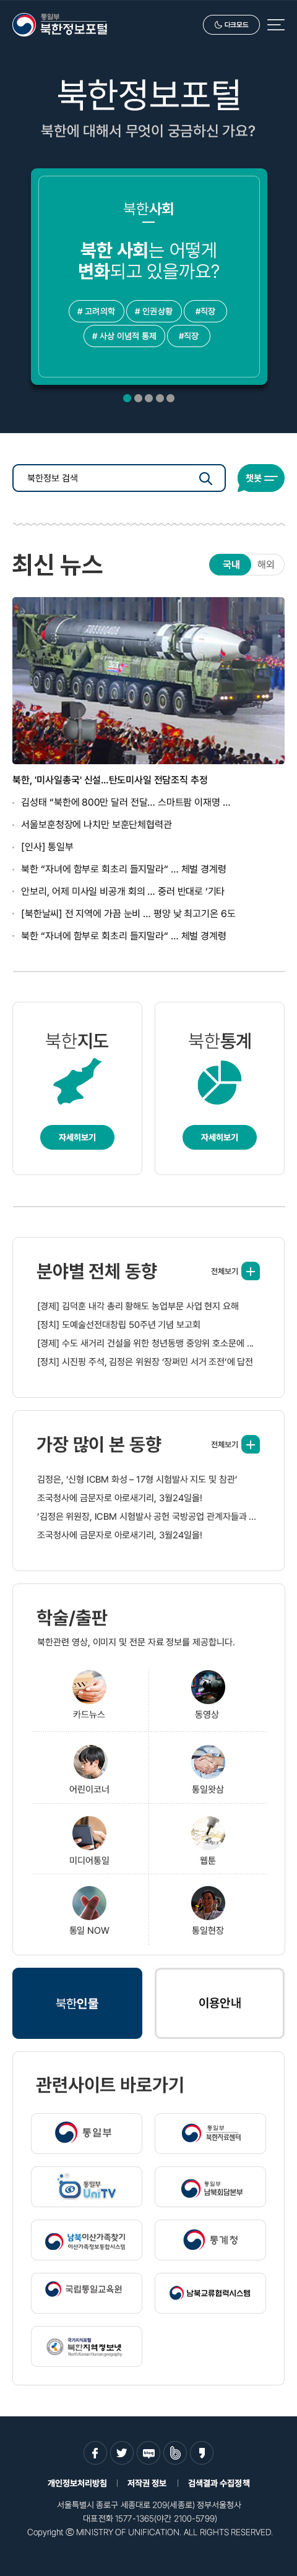 통일부
북한정보포털
다크모드
북한정보포털
북한에 대해서 무엇이 궁금하신 가요?
북한사회
북한 사회는 어떻게
변화되고 있을까요?
# 고려의학 # 인권상황 #직장
# 사상 이념적 통제 #직장
북한정보 검색
챗봇
최신 뉴스
국내 해외
북한, '미사일총국' 신설...탄도미사일 전담조직 추정
· 김성태 “북한에 800만 달러 전달... 스마트팜 이재명 ...
· 서울보훈청장에 나치만 보훈단체협력관
· [인사] 통일부
· 북한 “자녀에 함부로 회초리 들지말라” ... 체벌 경계령
· 안보리, 어제 미사일 비공개 회의 ... 중러 반대로 ‘기타
· [북한날씨] 전 지역에 가끔 눈비 ... 평양 낮 최고기온 6도
· 북한 “자녀에 함부로 회초리 들지말라” ... 체벌 경계령
북한지도
자세히보기
북한통계
자세히보기
분야별 전체 동향
전체보기
[경제] 김덕훈 내각 총리 황해도 농업부문 사업 현지 요해
[정치] 도예술선전대창립 50주년 기념 보고회
[경제] 수도 새거리 건설을 위한 청년동맹 중앙위 호소문에 ...
[정치] 시진핑 주석, 김정은 위원장 ‘장쩌민 서거 조전’에 답전
가장 많이 본 동향
전체보기
김정은, ‘신형 ICBM 화성 – 17형 시험발사 지도 및 참관’
조국청사에 금문자로 아로새기리, 3월24일을!
‘김정은 위원장, ICBM 시험발사 공헌 국방공업 관계자들과 ...
조국청사에 금문자로 아로새기리, 3월24일을!
학술/출판
북한관련 영상, 이미지 및 전문 자료 정보를 제공합니다.
카드뉴스
동영상
어린이코너
통일왓삼
미디어통일
웹툰
통일 NOW
통일현장
북한인물
이용안내
관련사이트 바로가기
통일부
통일부
북한자료센터
통일부
UniTV
통일부
남북회담본부
남북이산가족찾기
이산가족정보통합시스템
통계청
국립통일교육원
남북교류협력시스템
국가지식포털
북한지역정보넷
North Korean Human geography
blog
개인정보처리방침 | 저작권 정보 | 검색결과 수집정책
서울특별시 종로구 세종대로 209(세종로) 정부서울청사
대표전화 1577-1365(야간 2100-5799)
Copyright ⓒ MINISTRY OF UNIFICATION. ALL RIGHTS RESERVED.